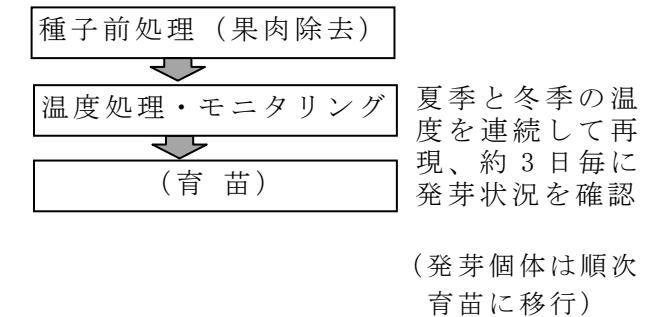 種子前処理（果肉除去）
温度処理・モニタリング
（育 苗）
夏季と冬季の温
度を連続して再
現、約3日毎に
発芽状況を確認
（発芽個体は順次
育苗に移行）